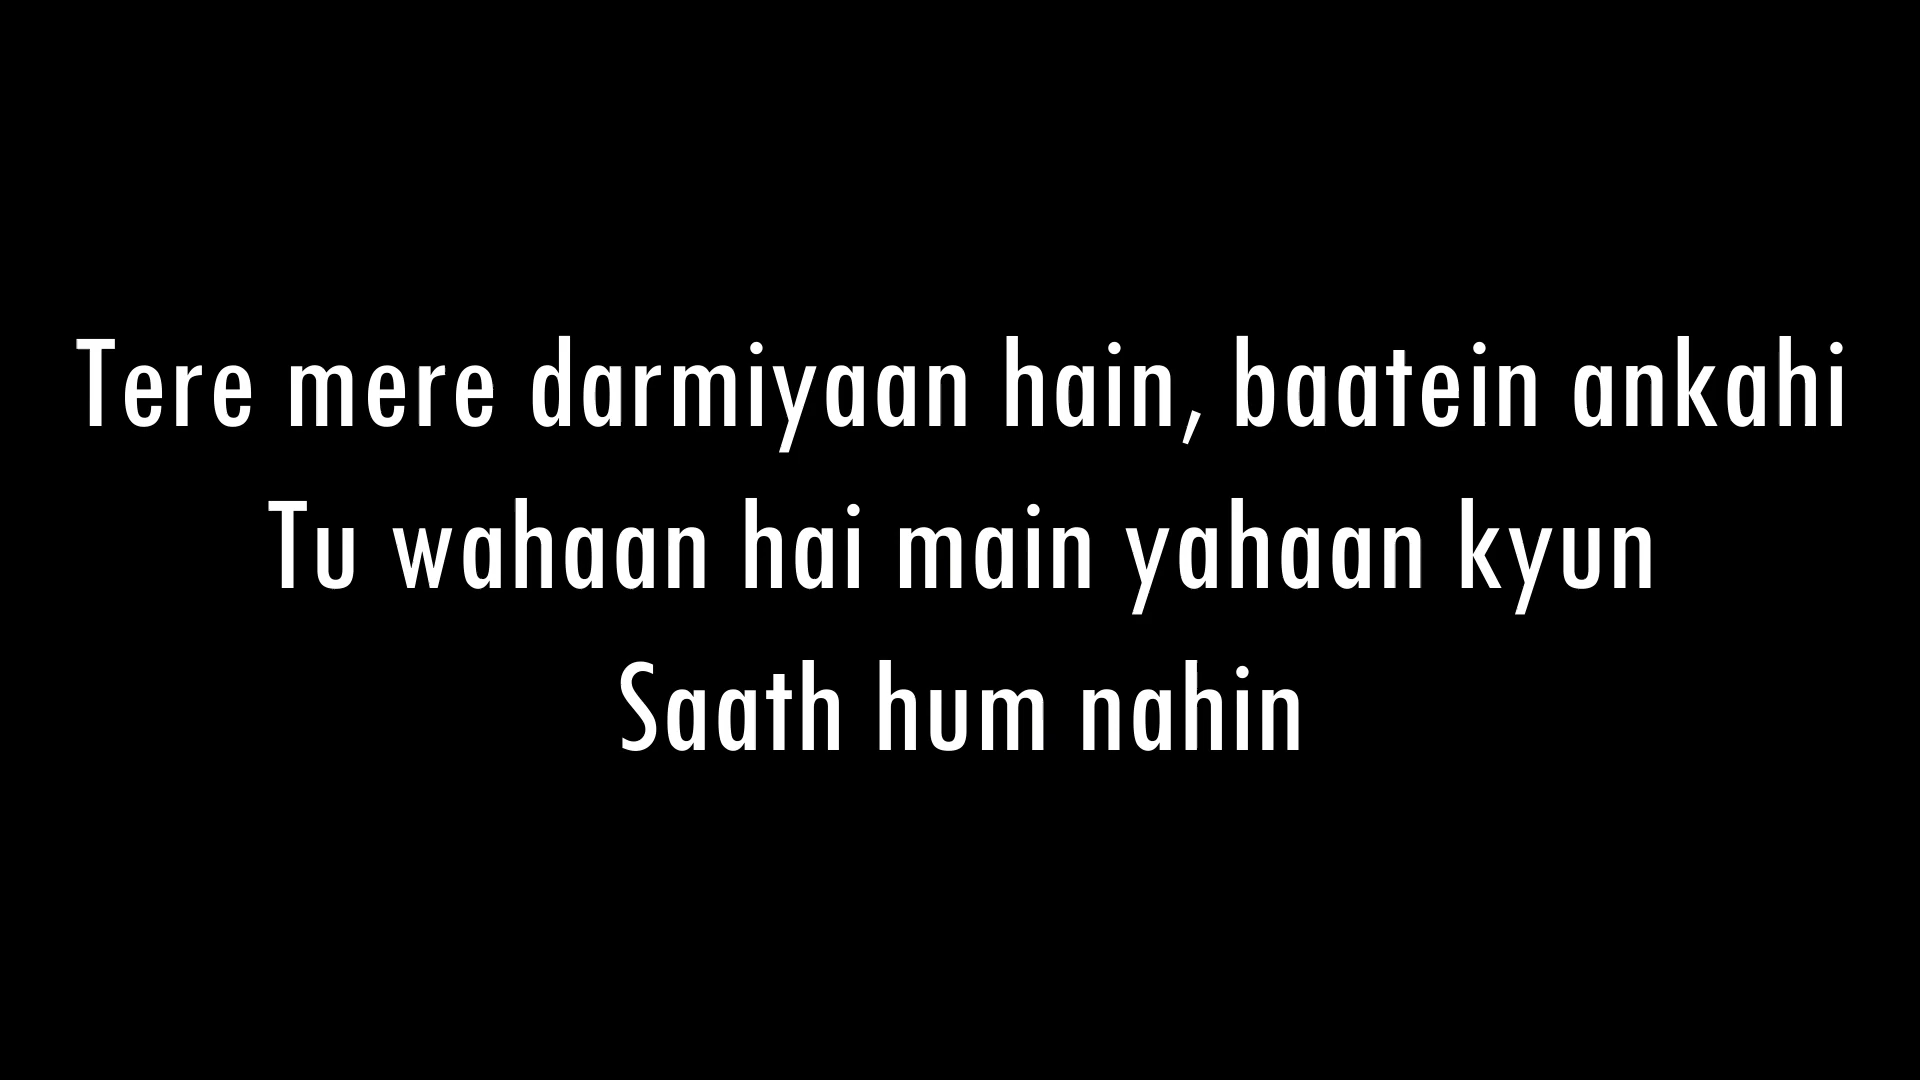 Tere mere darmiyaan hain, baatein ankahi
Tu wahaan hai main yahaan kyun
Saath hum nahin